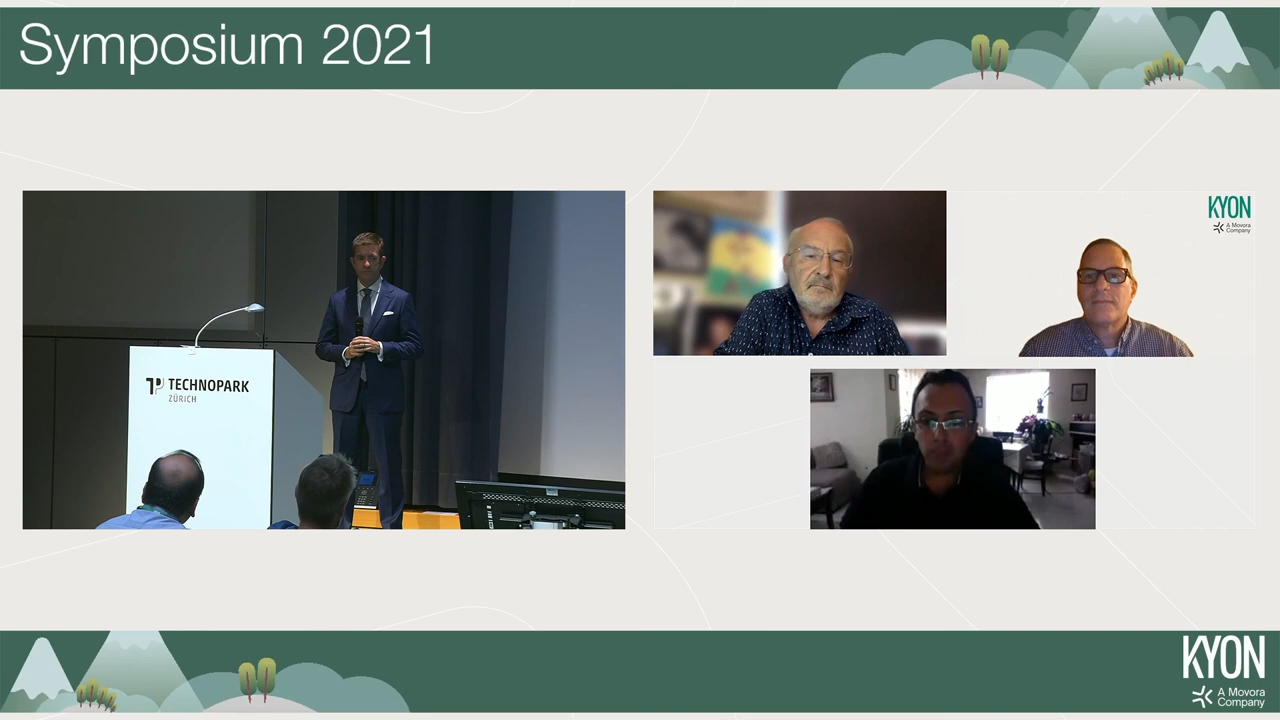 Symposium 2021
TECHNOPARK
ZÜRICH
KYON
A Movora
Company
KYON
A Movora
Company